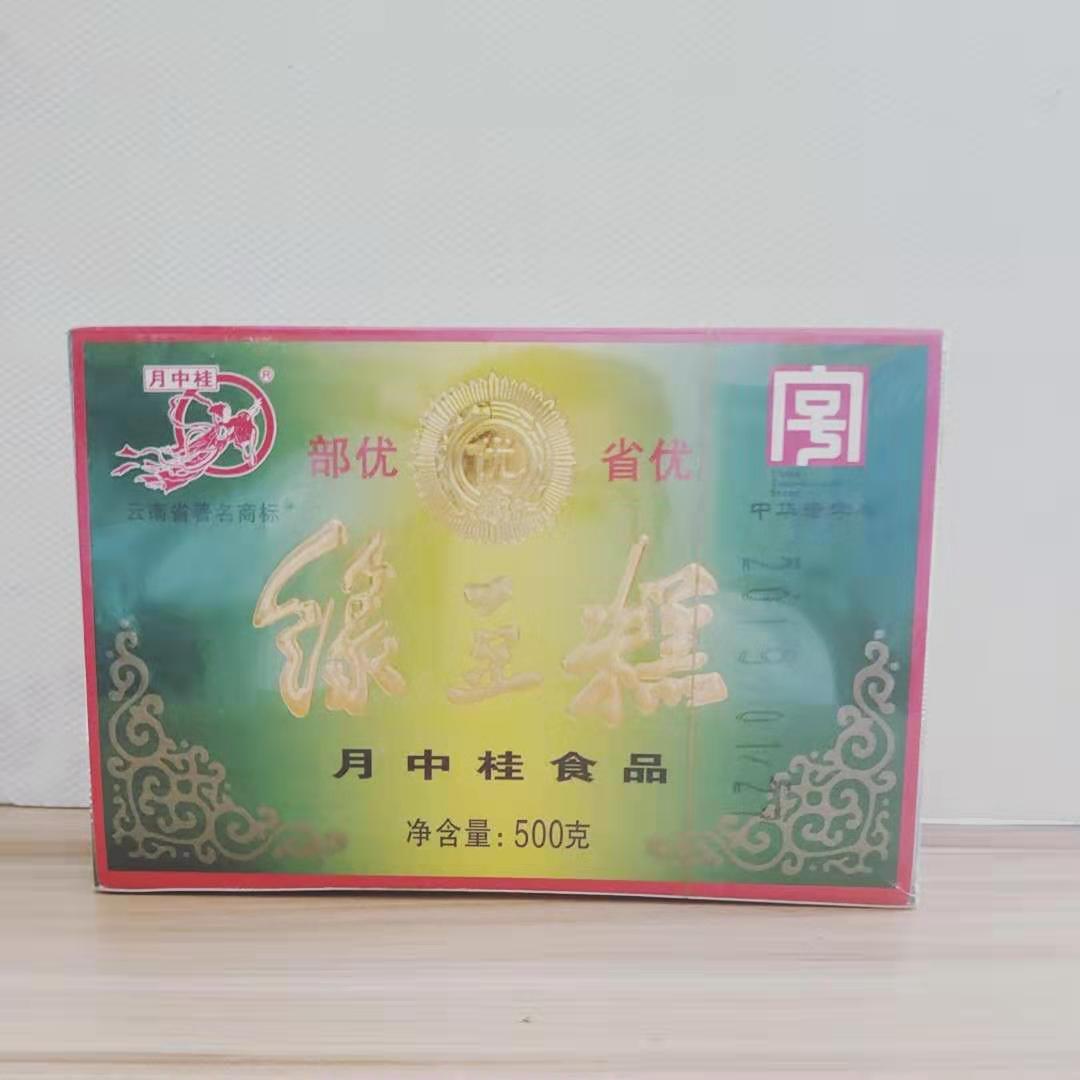 月中桂
®
部优 优 省优
云南省著名商标
中华老字号
绿豆糕
月中桂食品
净含量:500克